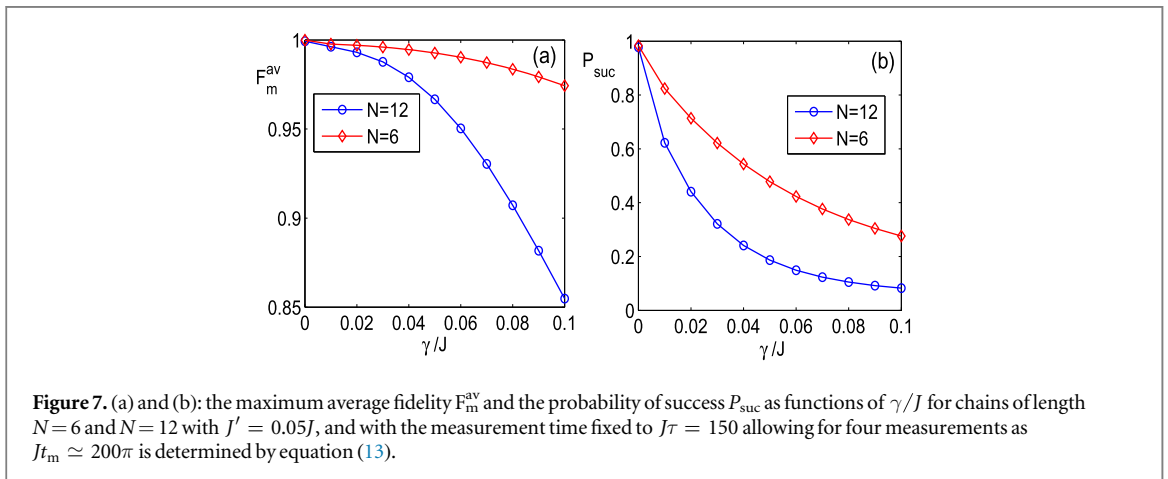 (a)
F_m^av
1
0.95
0.9
0.85
N=12
N=6
0 0.02 0.04 0.06 0.08 0.1
γ/J
(b)
P_suc
1
0.8
0.6
0.4
0.2
0
N=12
N=6
0 0.02 0.04 0.06 0.08 0.1
γ/J
Figure 7. (a) and (b): the maximum average fidelity F_m^av and the probability of success P_suc as functions of γ/J for chains of length
N = 6 and N = 12 with J′ = 0.05J, and with the measurement time fixed to Jτ = 150 allowing for four measurements as
Jt_m ≃ 200π is determined by equation (13).